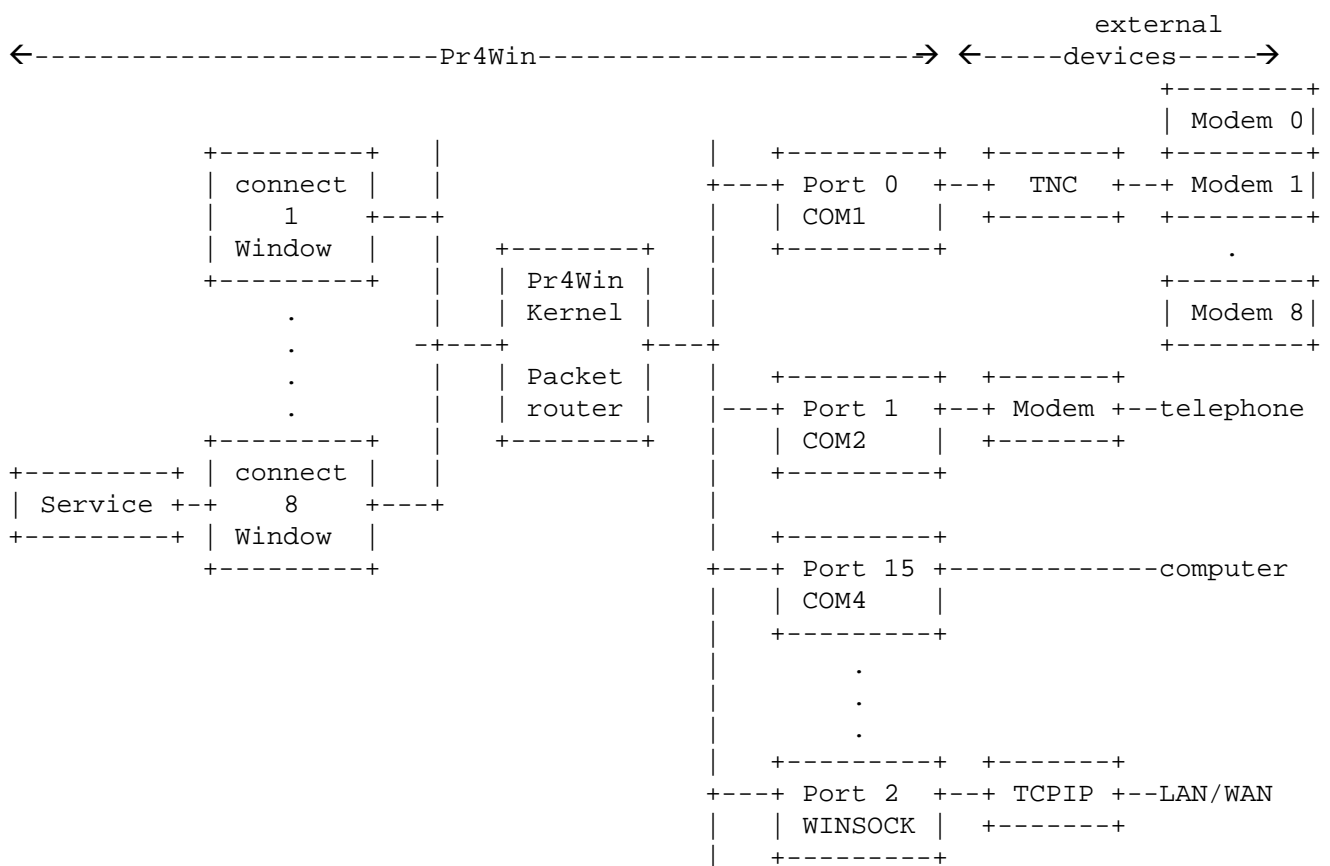 external
←-------------------------Pr4Win------------------------→ ←-----devices-----→
Modem 0
connect Port 0 TNC Modem 1
1 COM1
Window
Pr4Win
Kernel Modem 8
Packet
router Port 1 Modem telephone
COM2
connect
Service 8
Window
Port 15 computer
COM4
Port 2 TCPIP LAN/WAN
WINSOCK